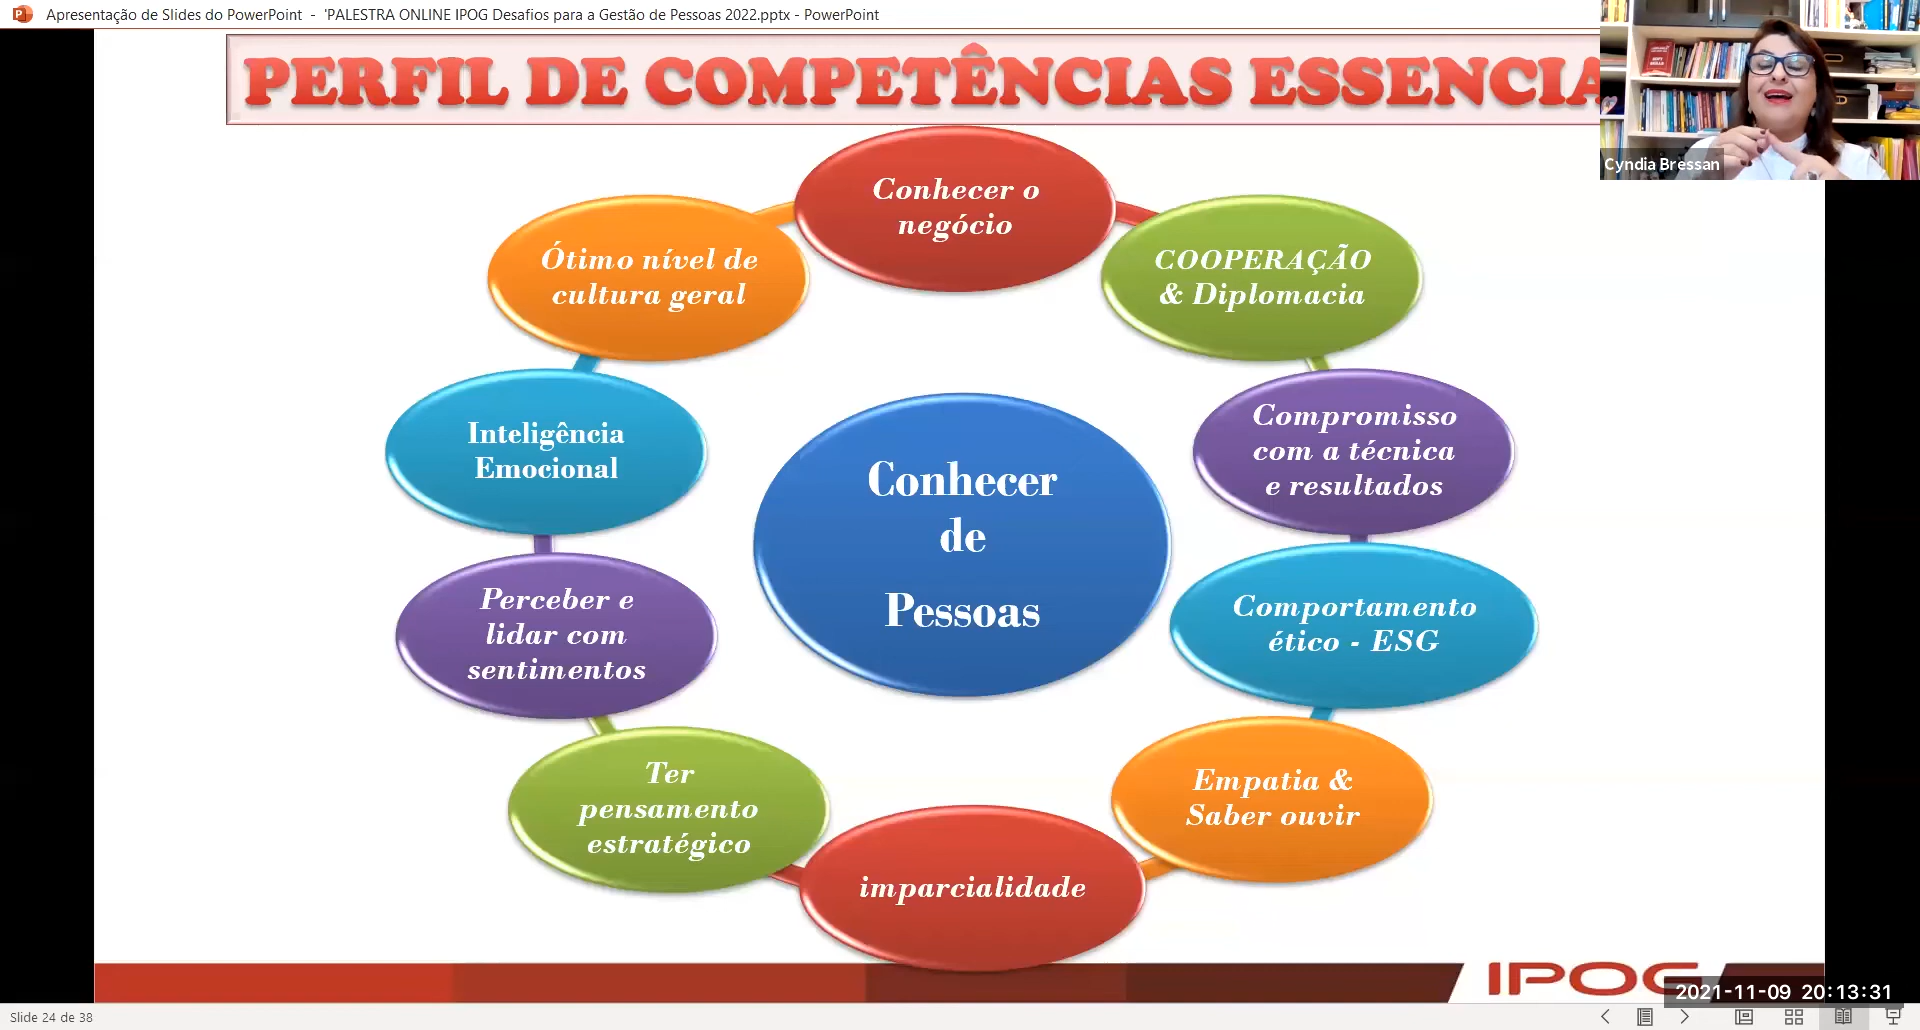 Apresentação de Slides do PowerPoint - 'PALESTRA ONLINE IPOG Desafios para a Gestão de Pessoas 2022.pptx - PowerPoint
PERFIL DE COMPETÊNCIAS ESSENCIA
Cyndia Bressan
Conhecer o
negócio
COOPERAÇÃO
& Diplomacia
Compromisso
com a técnica
e resultados
Comportamento
ético - ESG
Empatia &
Saber ouvir
imparcialidade
Ter
pensamento
estratégico
Perceber e
lidar com
sentimentos
Inteligência
Emocional
Ótimo nível de
cultura geral
Conhecer
de
Pessoas
IPOG
2021-11-09 20:13:31
Slide 24 de 38